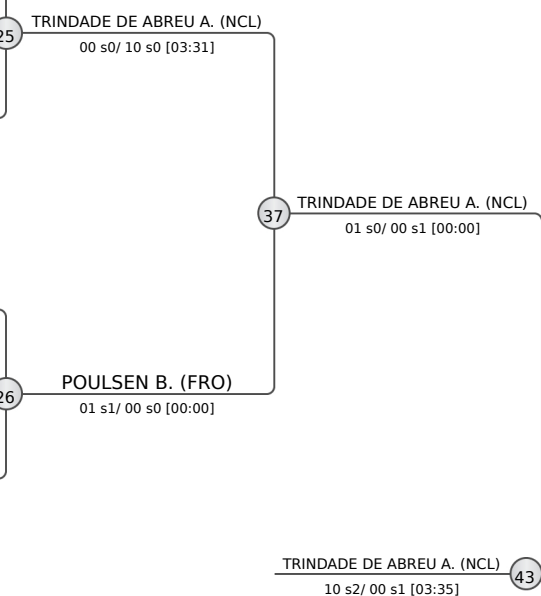 25
TRINDADE DE ABREU A. (NCL)
00 s0/ 10 s0 [03:31]
37
TRINDADE DE ABREU A. (NCL)
01 s0/ 00 s1 [00:00]
26
POULSEN B. (FRO)
01 s1/ 00 s0 [00:00]
TRINDADE DE ABREU A. (NCL)
43
10 s2/ 00 s1 [03:35]